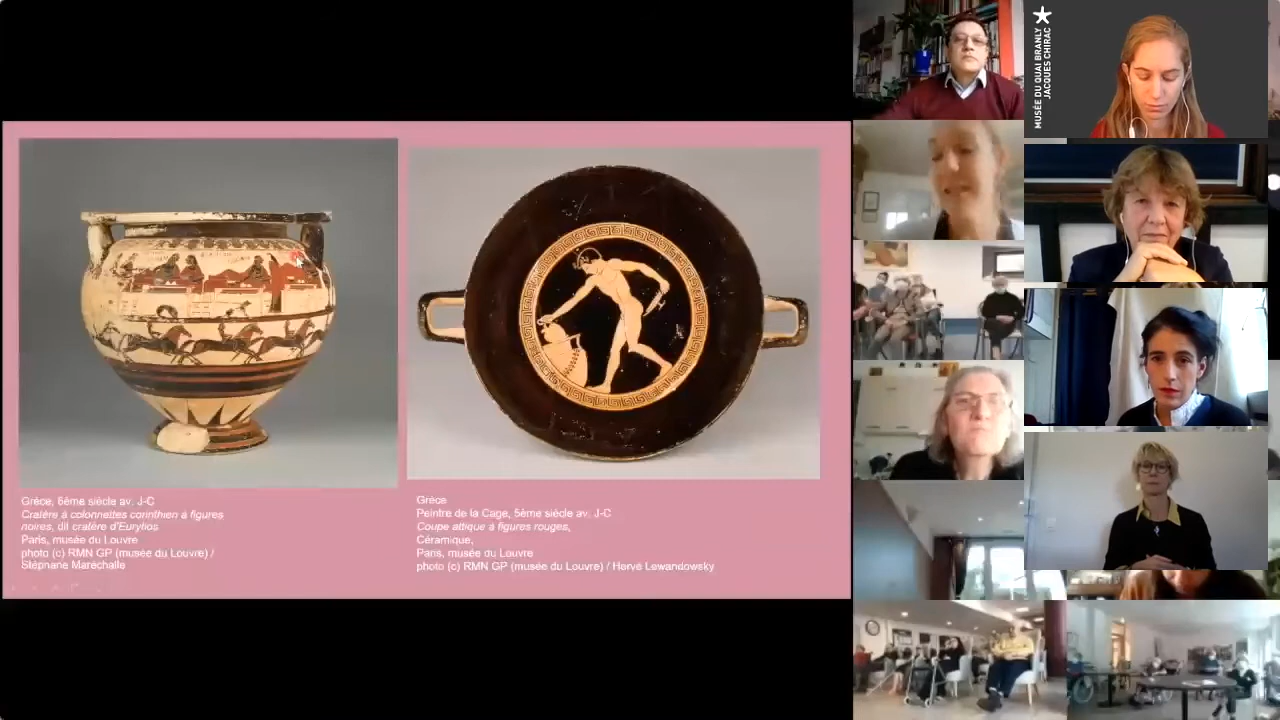 Grèce, 6ème siècle av. J-C
Cratère à colonnettes corinthien à figures
noires, dit cratère d'Eurytios
Paris, musée du Louvre
photo (c) RMN GP (musée du Louvre) /
Stéphane Maréchalle
Grèce
Peintre de la Cage, 5ème siècle av. J-C
Coupe attique à figures rouges,
Céramique,
Paris, musée du Louvre
photo (c) RMN GP (musée du Louvre) / Hervé Lewandowsky
MUSÉE DU QUAI BRANLY
JACQUES CHIRAC